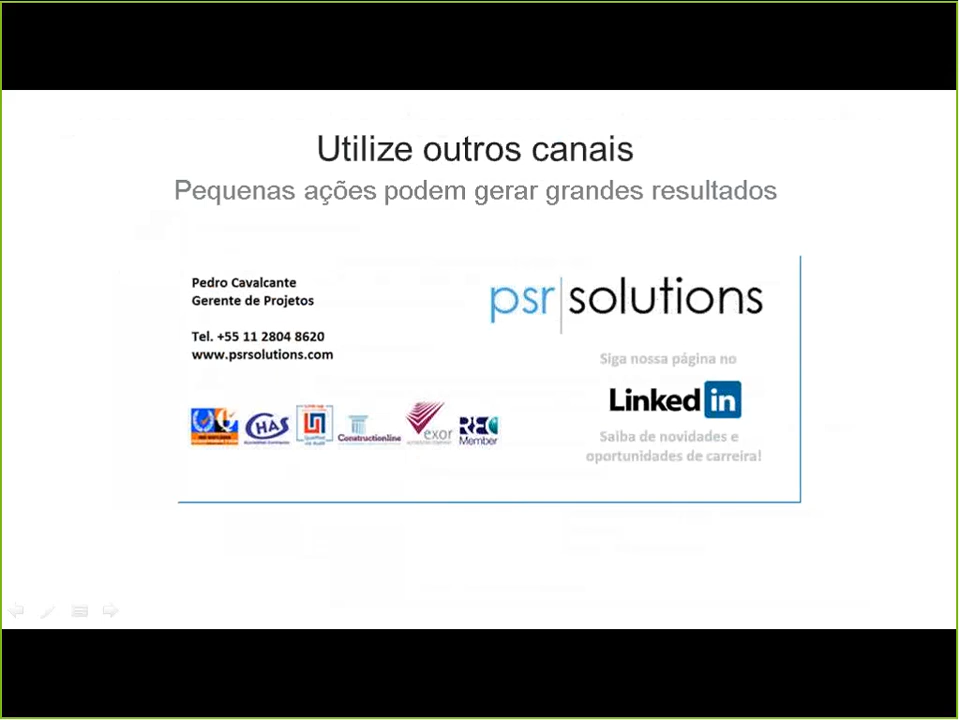 Utilize outros canais
Pequenas ações podem gerar grandes resultados
Pedro Cavalcante
Gerente de Projetos
Tel. +55 11 2804 8620
www.psrsolutions.com
psr solutions
Siga nossa página no
Linked in
Saiba de novidades e
oportunidades de carreira!
CHAS
Constructionline
exor
REC
Member